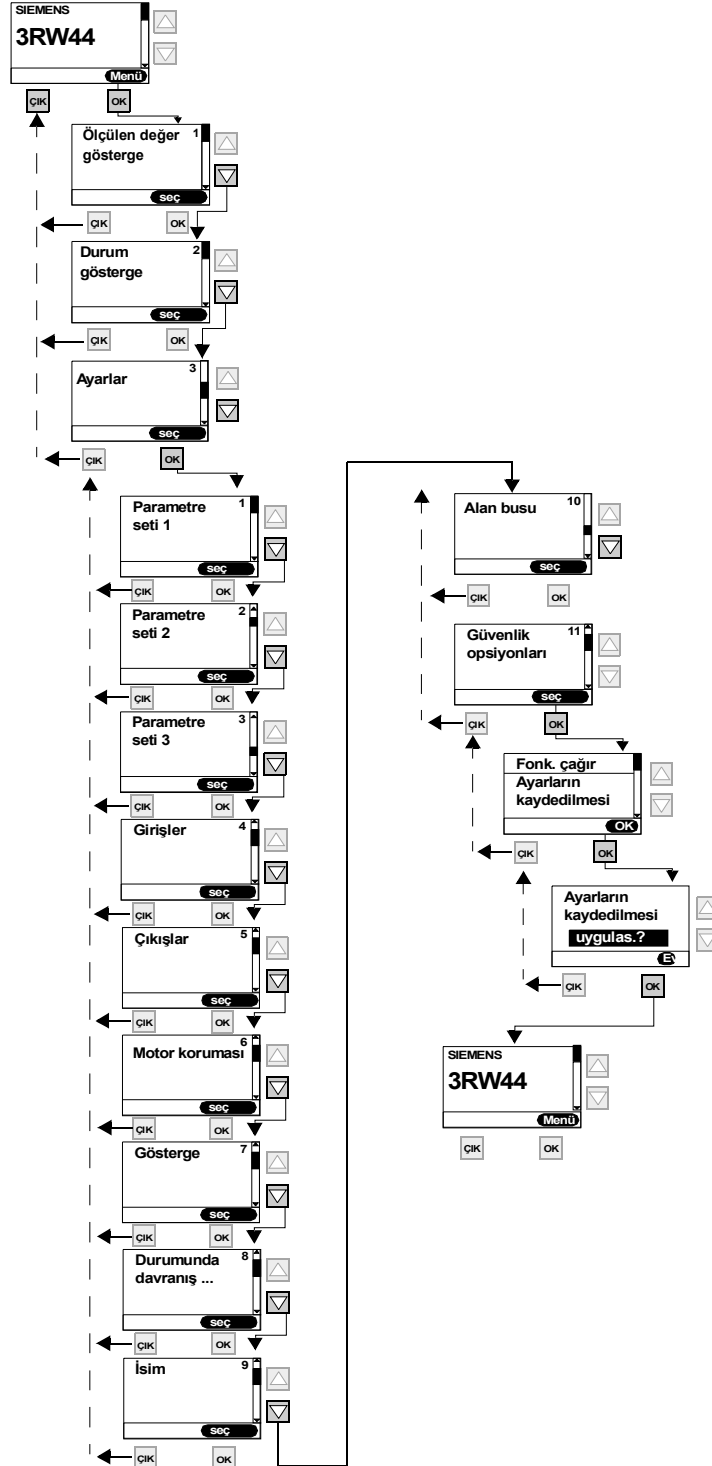 SIEMENS
3RW44
Menü
ÇIK
OK
Ölçülen değer 1
gösterge
seç
ÇIK
OK
Durum 2
gösterge
seç
ÇIK
OK
Ayarlar 3
seç
ÇIK
OK
Parametre 1
seti 1
seç
ÇIK
OK
Parametre 2
seti 2
seç
ÇIK
OK
Parametre 3
seti 3
seç
ÇIK
OK
Girişler 4
seç
ÇIK
OK
Çıkışlar 5
seç
ÇIK
OK
Motor koruması 6
seç
ÇIK
OK
Gösterge 7
seç
ÇIK
OK
Durumunda 8
davranış ...
seç
ÇIK
OK
İsim 9
seç
ÇIK
OK
Alan busu 10
seç
ÇIK
OK
Güvenlik 11
opsiyonları
seç
ÇIK
OK
Fonk. çağır
Ayarların
kaydedilmesi
OK
ÇIK
OK
Ayarların
kaydedilmesi
uygulas.?
ÇIK
OK
SIEMENS
3RW44
Menü
ÇIK
OK